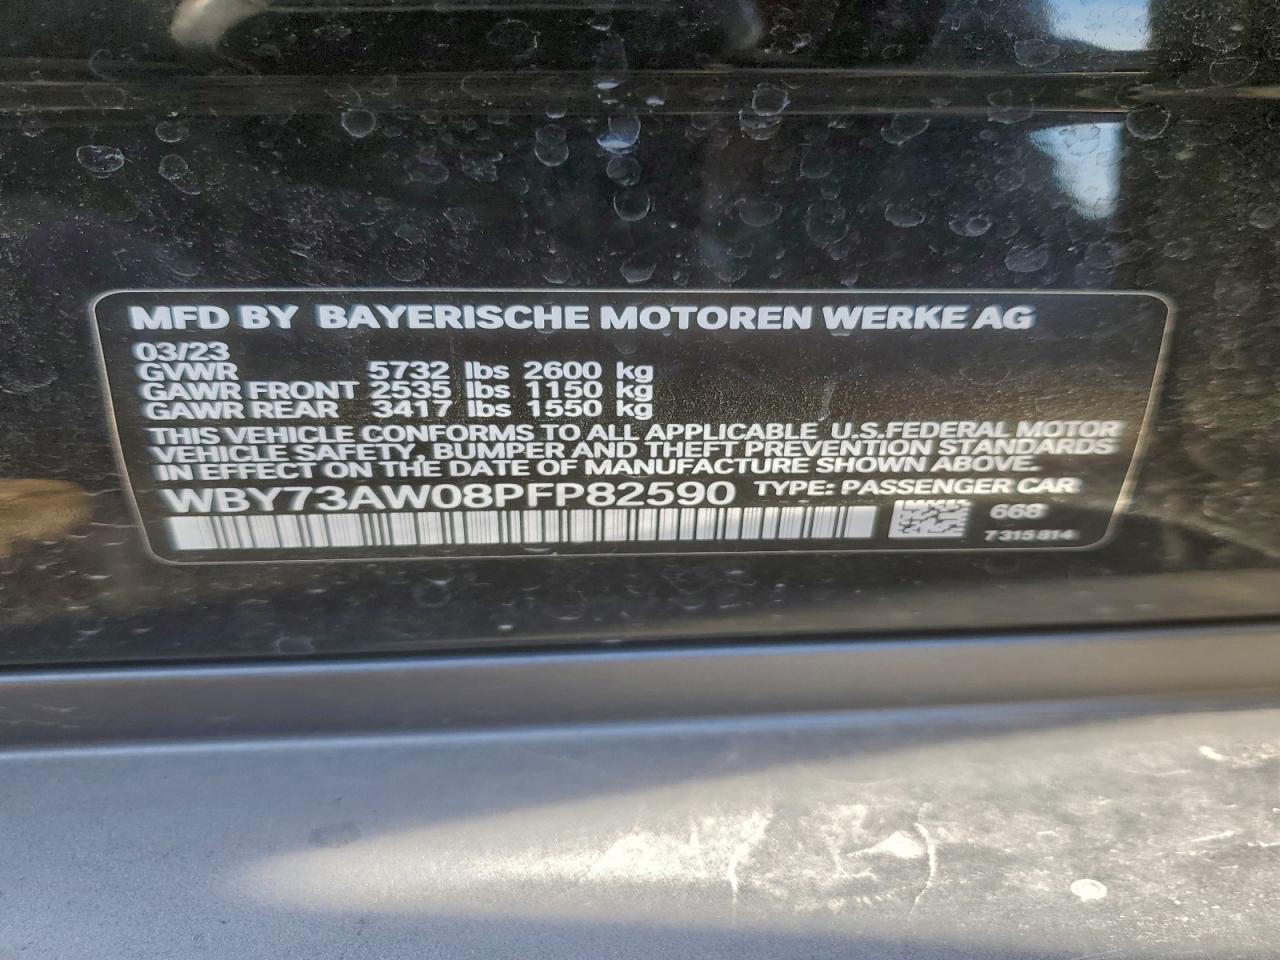 MFD BY BAYERISCHE MOTOREN WERKE AG
03/23
GVWR 5732 lbs 2600 kg
GAWR FRONT 2535 lbs 1150 kg
GAWR REAR 3417 lbs 1550 kg
THIS VEHICLE CONFORMS TO ALL APPLICABLE U.S.FEDERAL MOTOR
VEHICLE SAFETY, BUMPER AND THEFT PREVENTION STANDARDS
IN EFFECT ON THE DATE OF MANUFACTURE SHOWN ABOVE.
WBY73AW08PFP82590 TYPE: PASSENGER CAR
668
7 315 814